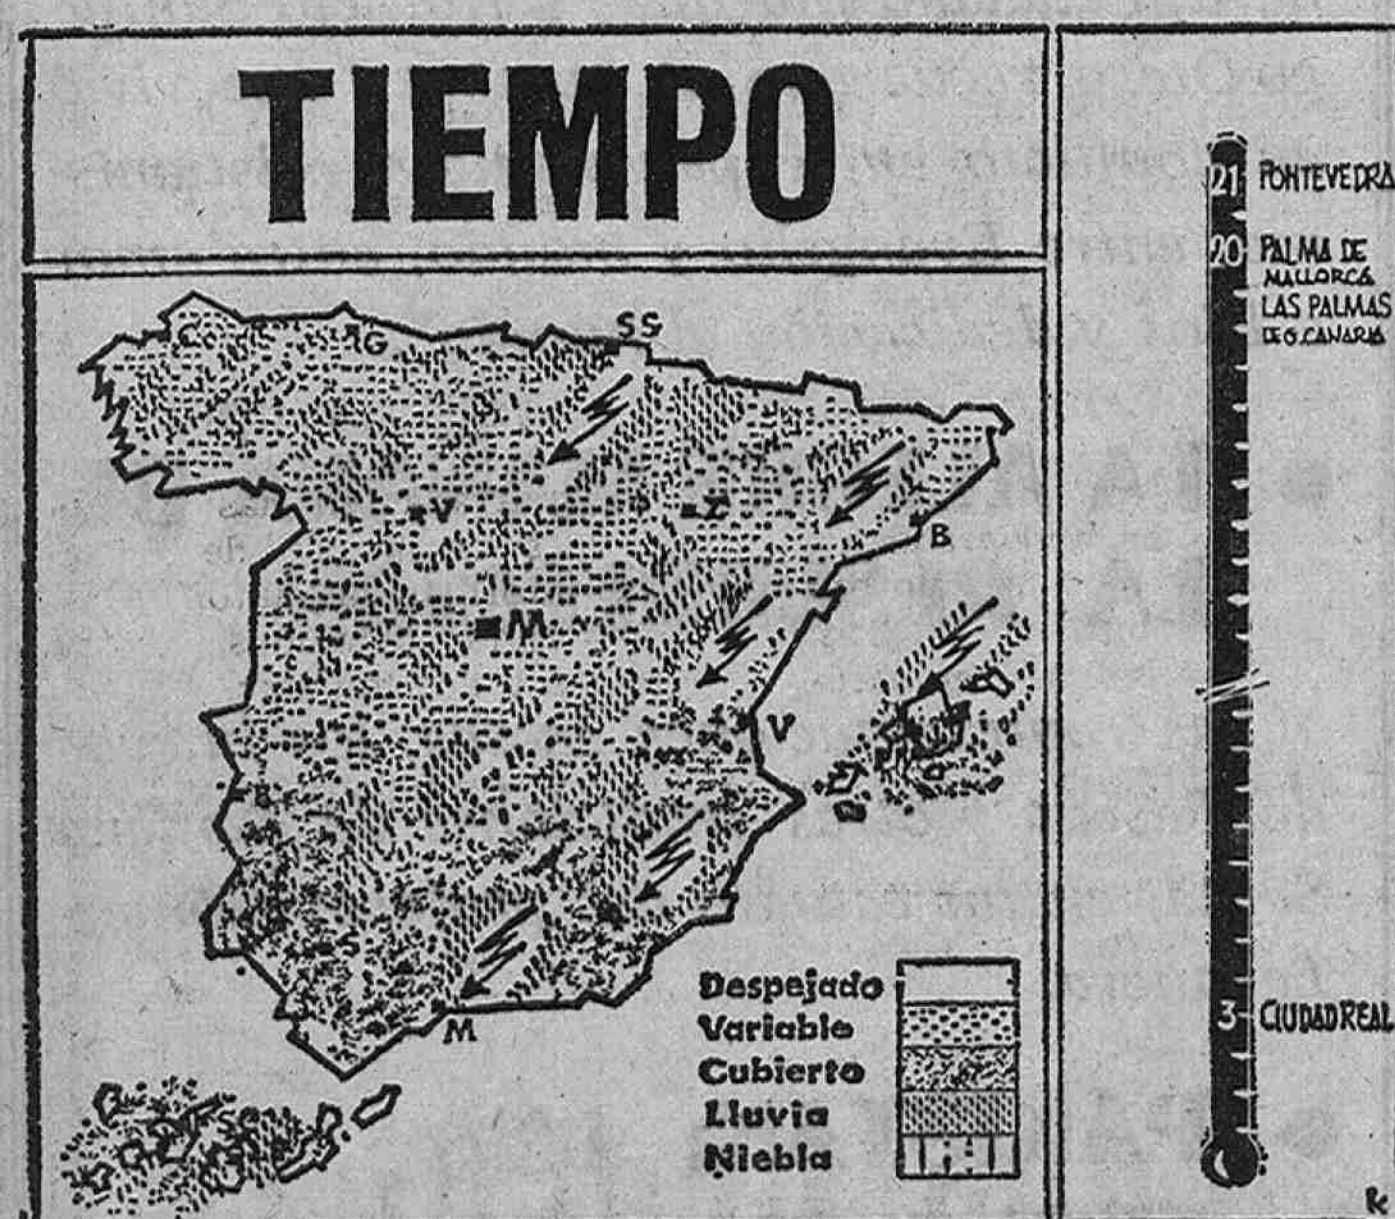 TIEMPO
C
G
SS
V
Z
B
M
V
B
S
M
SC
Despejado
Variable
Cubierto
Lluvia
Niebla
21 PONTEVEDRA
20 PALMA DE
MALLORCA
LAS PALMAS
DE G. CANARIA
3 CIUDAD REAL